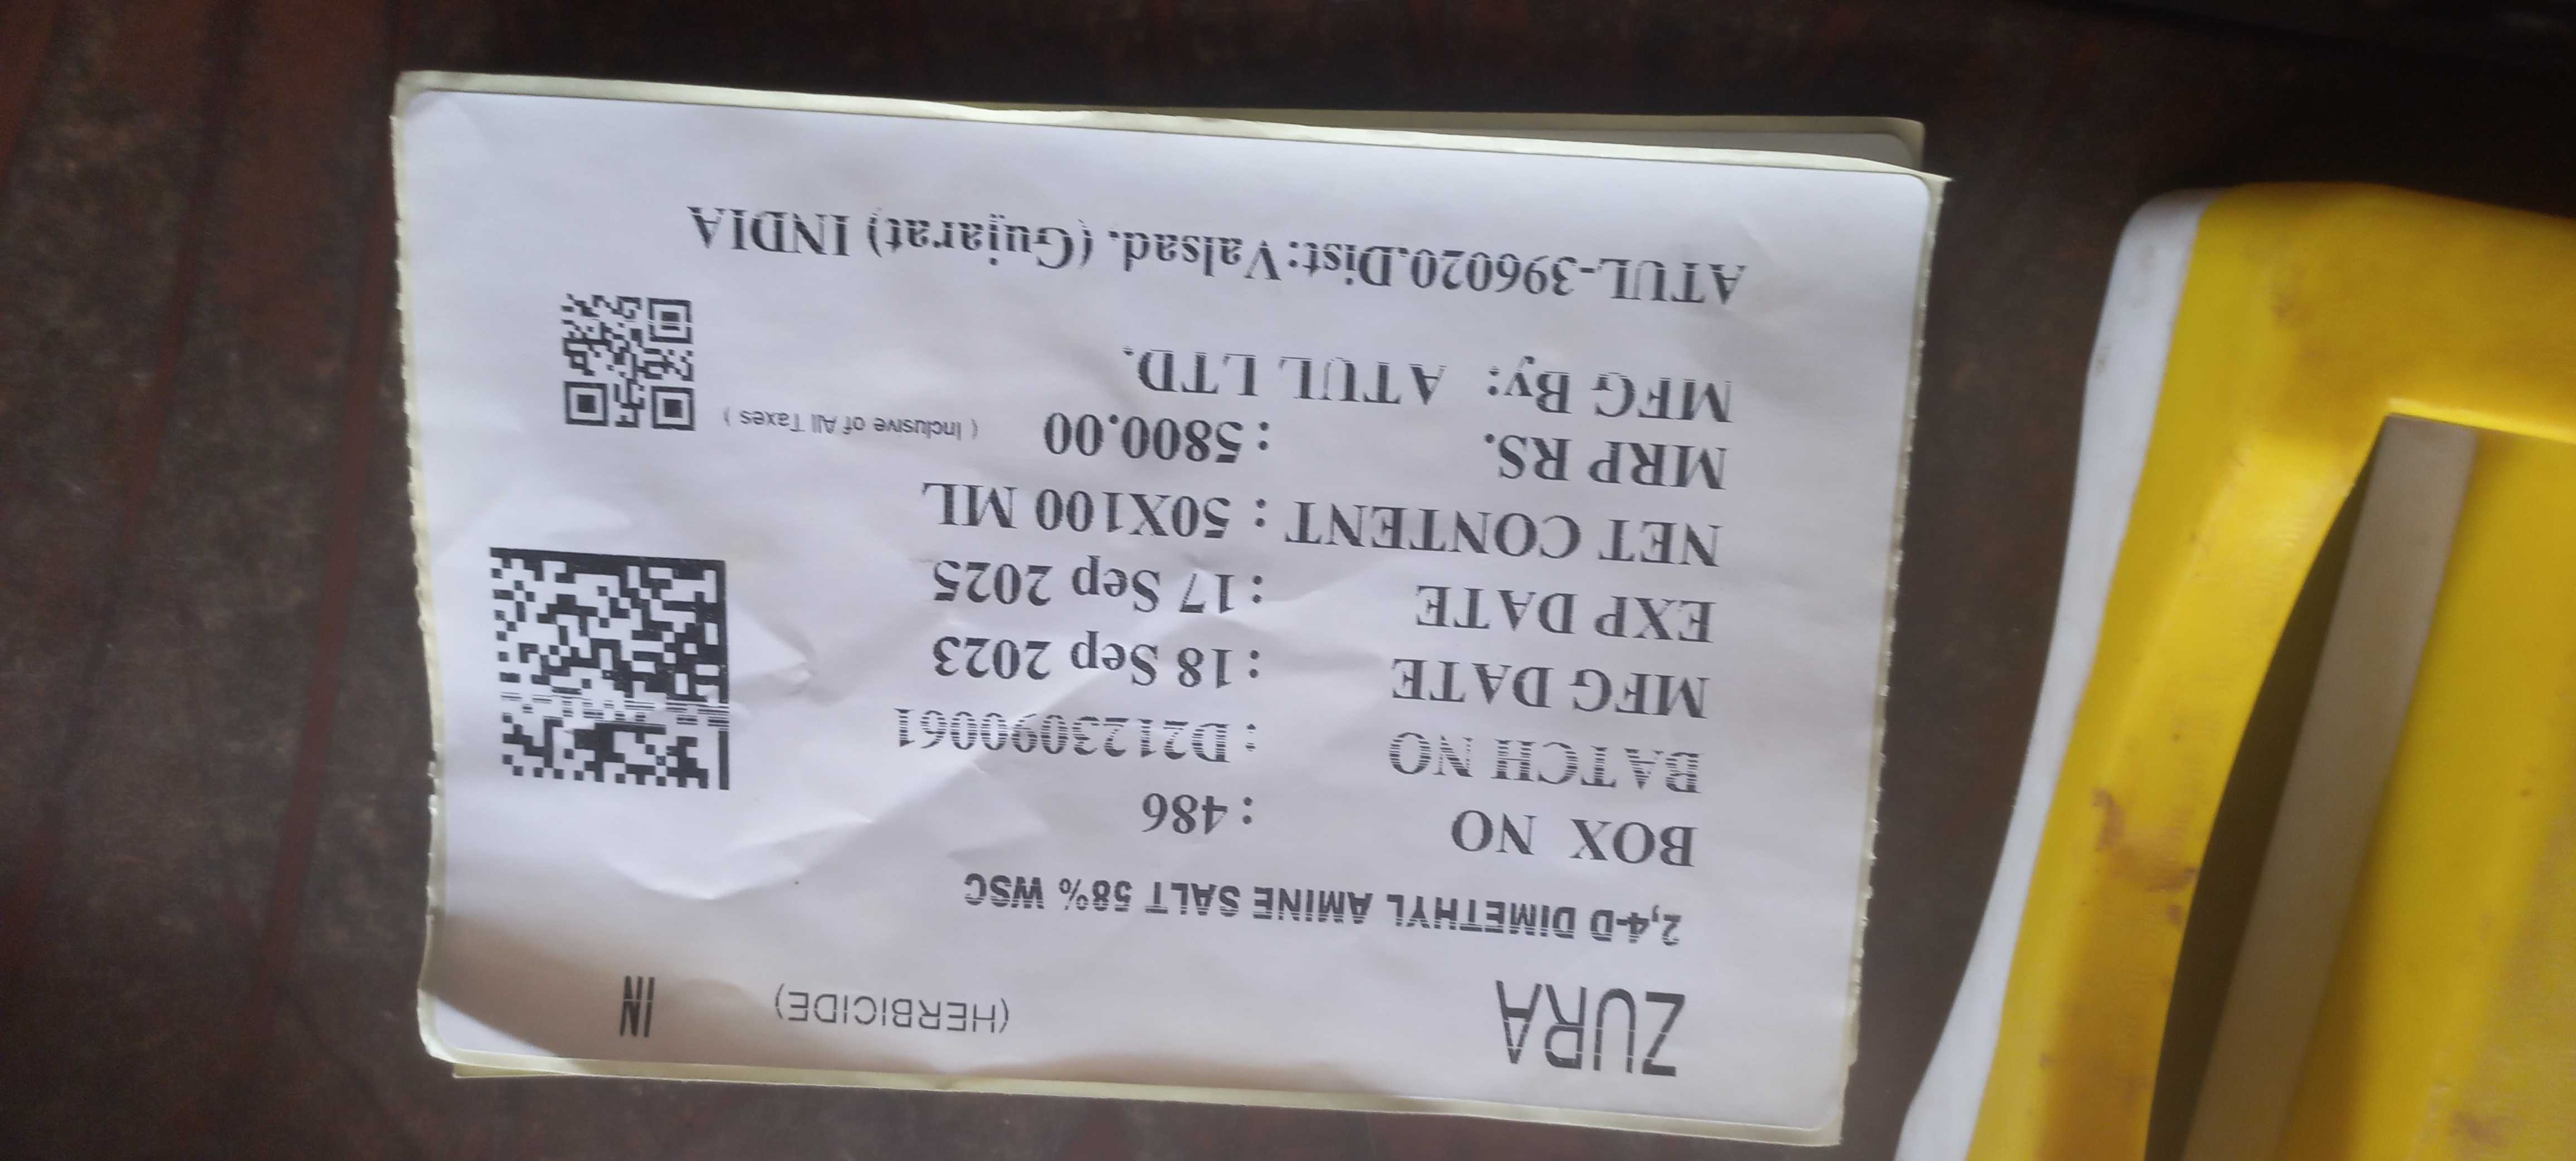 ZURA (HERBICIDE) IN
2,4-D DIMETHYL AMINE SALT 58% WSC
BOX NO : 486
BATCH NO : D2123090061
MFG DATE : 18 Sep 2023
EXP DATE : 17 Sep 2025
NET CONTENT : 50X100 ML
MRP RS. : 5800.00 ( Inclusive of All Taxes )
MFG By: ATUL LTD.
ATUL-396020.Dist:Valsad. (Gujarat) INDIA